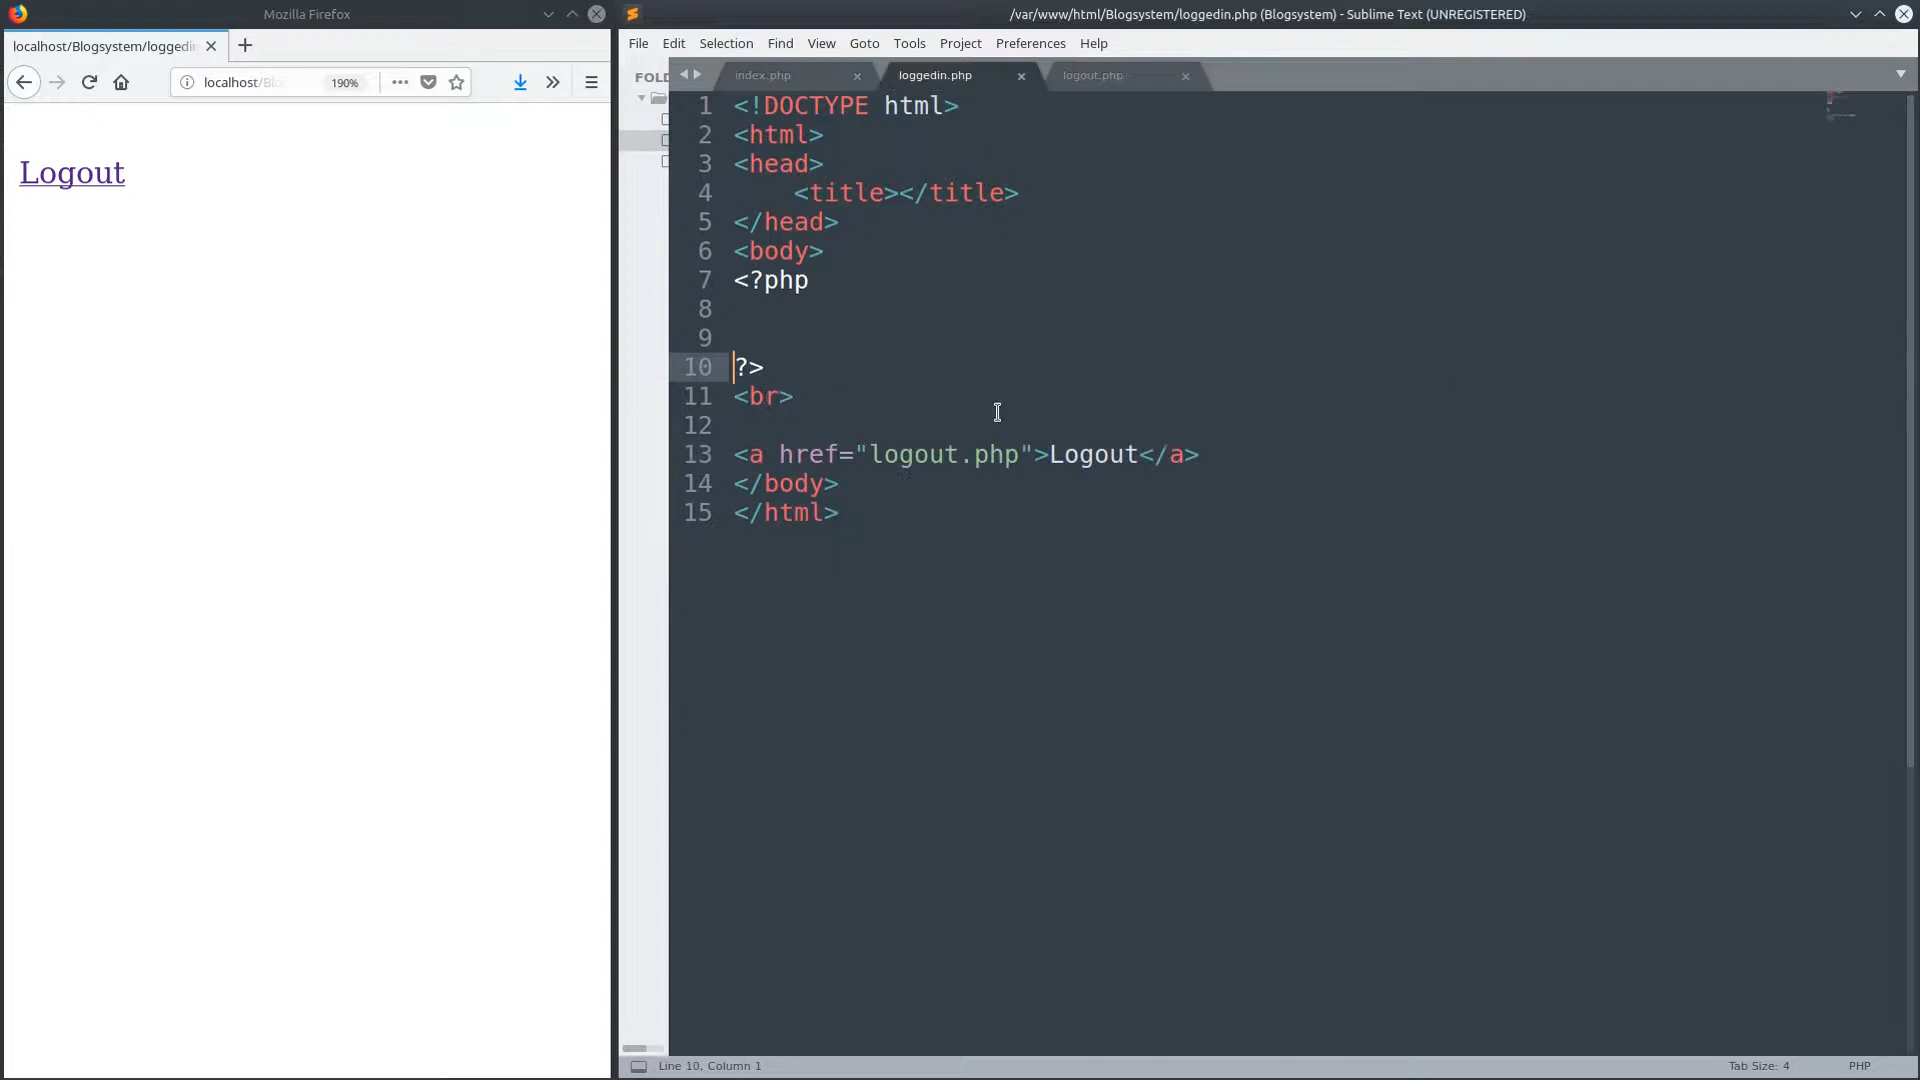 Mozilla Firefox
localhost/Blogsystem/loggedin
localhost/Blo
190%
Logout
/var/www/html/Blogsystem/loggedin.php (Blogsystem) - Sublime Text (UNREGISTERED)
File Edit Selection Find View Goto Tools Project Preferences Help
FOLD
index.php
loggedin.php
logout.php
1 <!DOCTYPE html>
2 <html>
3 <head>
4 <title></title>
5 </head>
6 <body>
7 <?php
8
9
10 ?>
11 <br>
12
13 <a href="logout.php">Logout</a>
14 </body>
15 </html>
Line 10, Column 1
Tab Size: 4
PHP